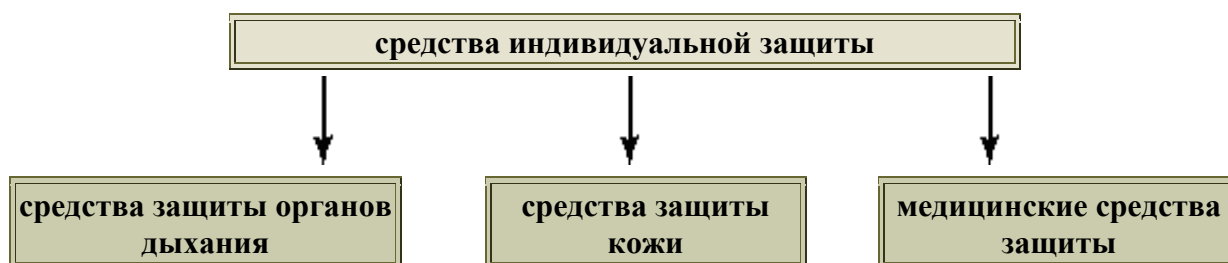 средства индивидуальной защиты
средства защиты органов
дыхания
средства защиты
кожи
медицинские средства
защиты